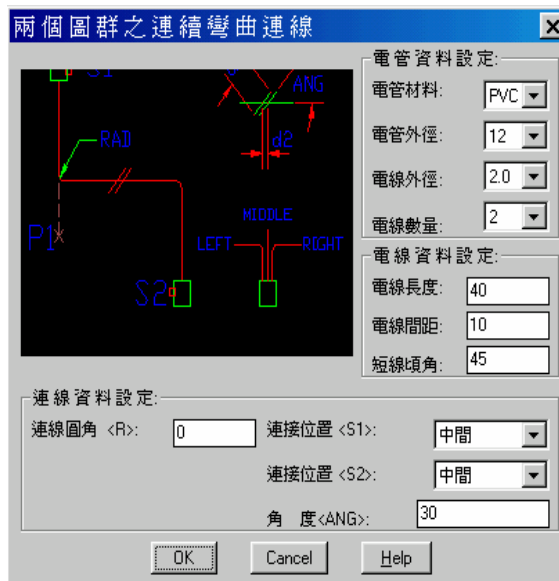 兩個圖群之連續彎曲連線
電管資料設定:
電管材料: PVC
電管外徑: 12
電線外徑: 2.0
電線數量: 2
S1
ANG
RAD
d2
P1
MIDDLE
LEFT
RIGHT
S2
電線資料設定:
電線長度: 40
電線間距: 10
短線頃角: 45
連線資料設定:
連線圓角 <R>: 0
連接位置 <S1>: 中間
連接位置 <S2>: 中間
角 度<ANG>: 30
OK Cancel Help